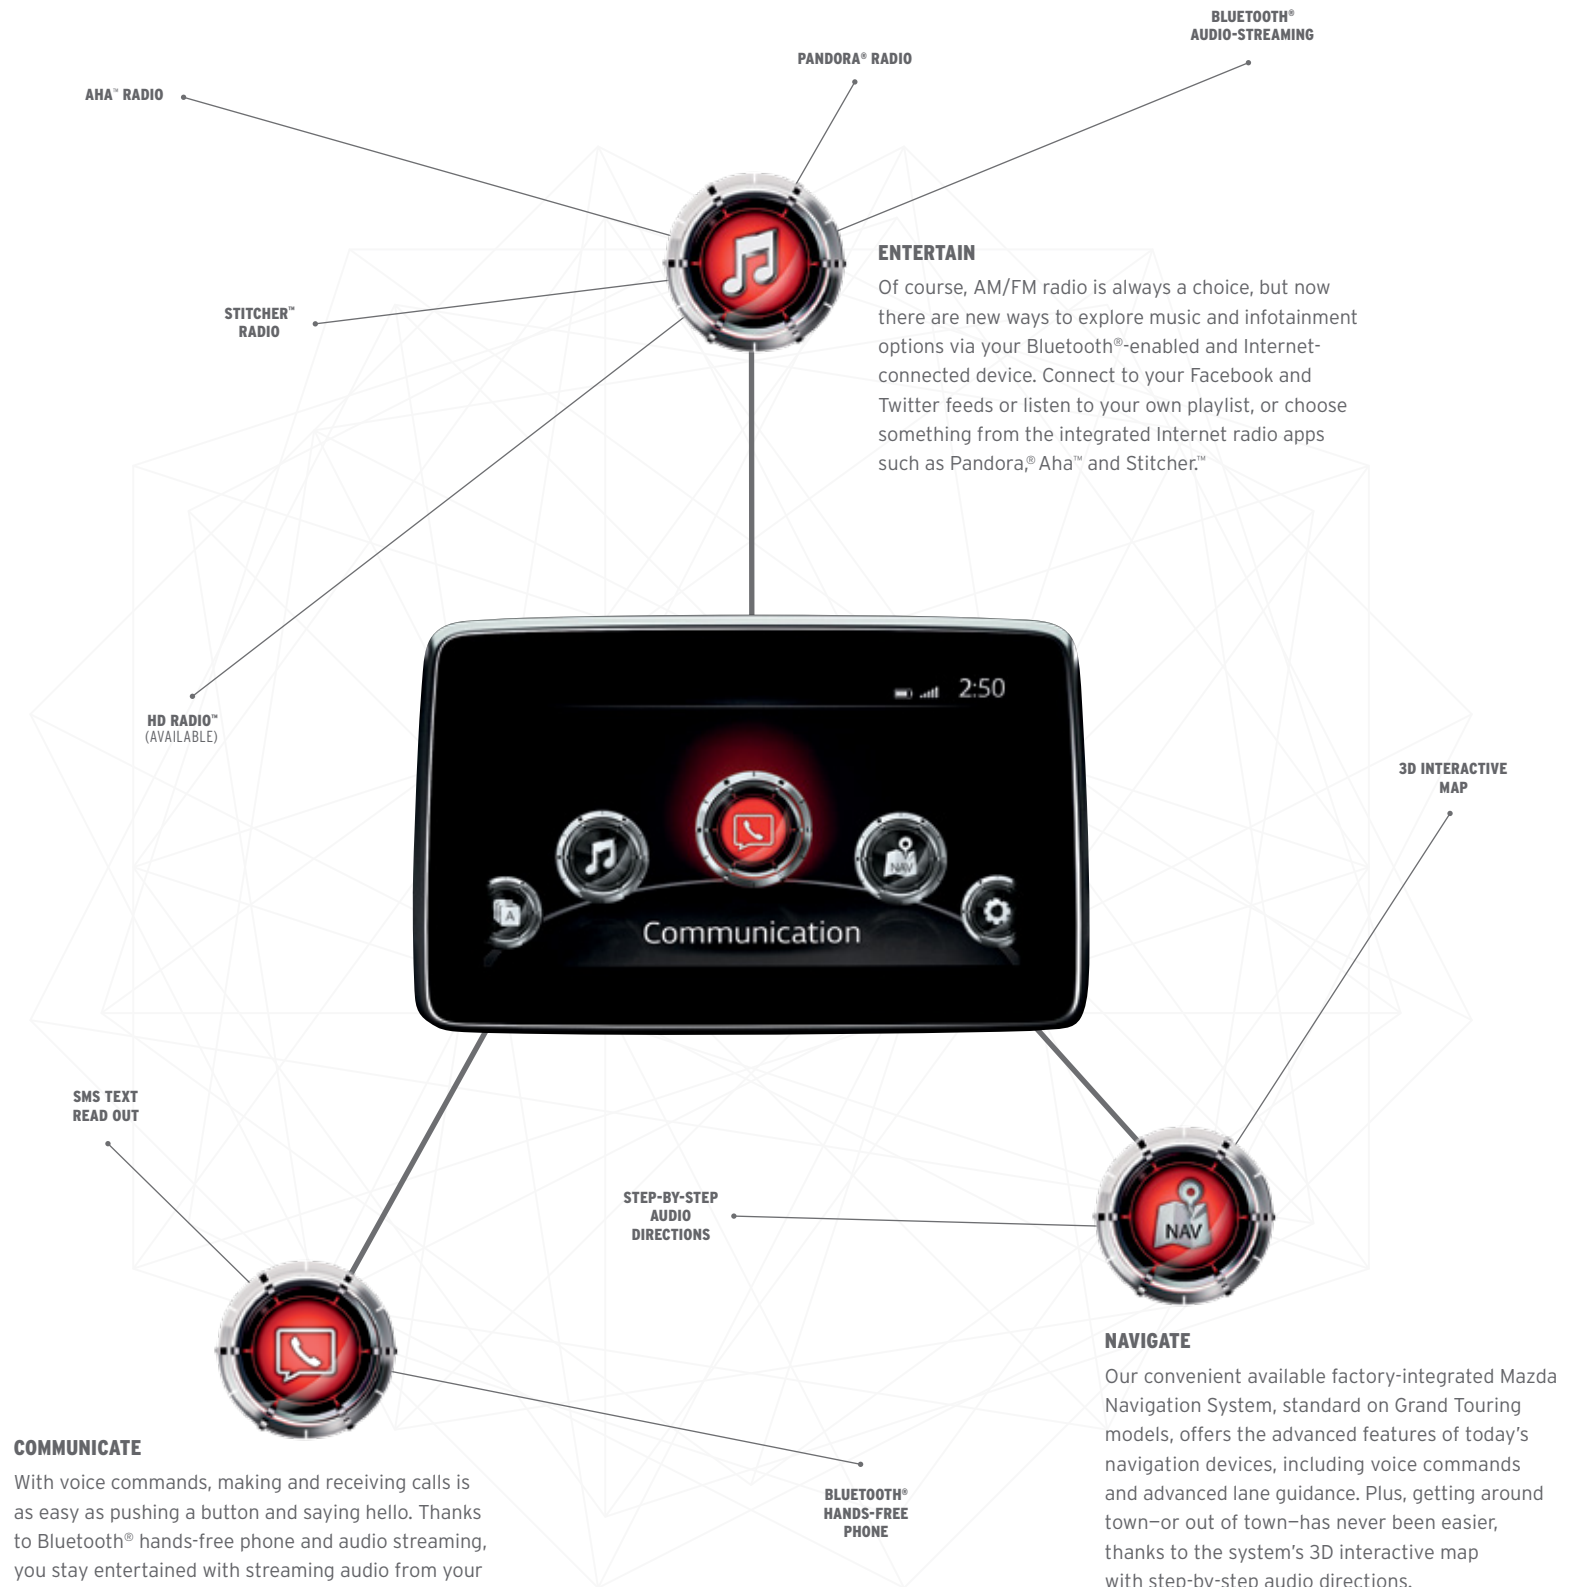 BLUETOOTH®
AUDIO-STREAMING
PANDORA® RADIO
AHA™ RADIO
ENTERTAIN
Of course, AM/FM radio is always a choice, but now
there are new ways to explore music and infotainment
options via your Bluetooth®-enabled and Internet-
connected device. Connect to your Facebook and
Twitter feeds or listen to your own playlist, or choose
something from the integrated Internet radio apps
such as Pandora,® Aha™ and Stitcher.™
STITCHER™
RADIO
HD RADIO™
(AVAILABLE)
2:50
NAV
A
Communication
3D INTERACTIVE
MAP
SMS TEXT
READ OUT
STEP-BY-STEP
AUDIO
DIRECTIONS
NAV
NAVIGATE
Our convenient available factory-integrated Mazda
Navigation System, standard on Grand Touring
models, offers the advanced features of today's
navigation devices, including voice commands
and advanced lane guidance. Plus, getting around
town—or out of town—has never been easier,
thanks to the system's 3D interactive map
with step-by-step audio directions.
COMMUNICATE
With voice commands, making and receiving calls is
as easy as pushing a button and saying hello. Thanks
to Bluetooth® hands-free phone and audio streaming,
you stay entertained with streaming audio from your
BLUETOOTH®
HANDS-FREE
PHONE